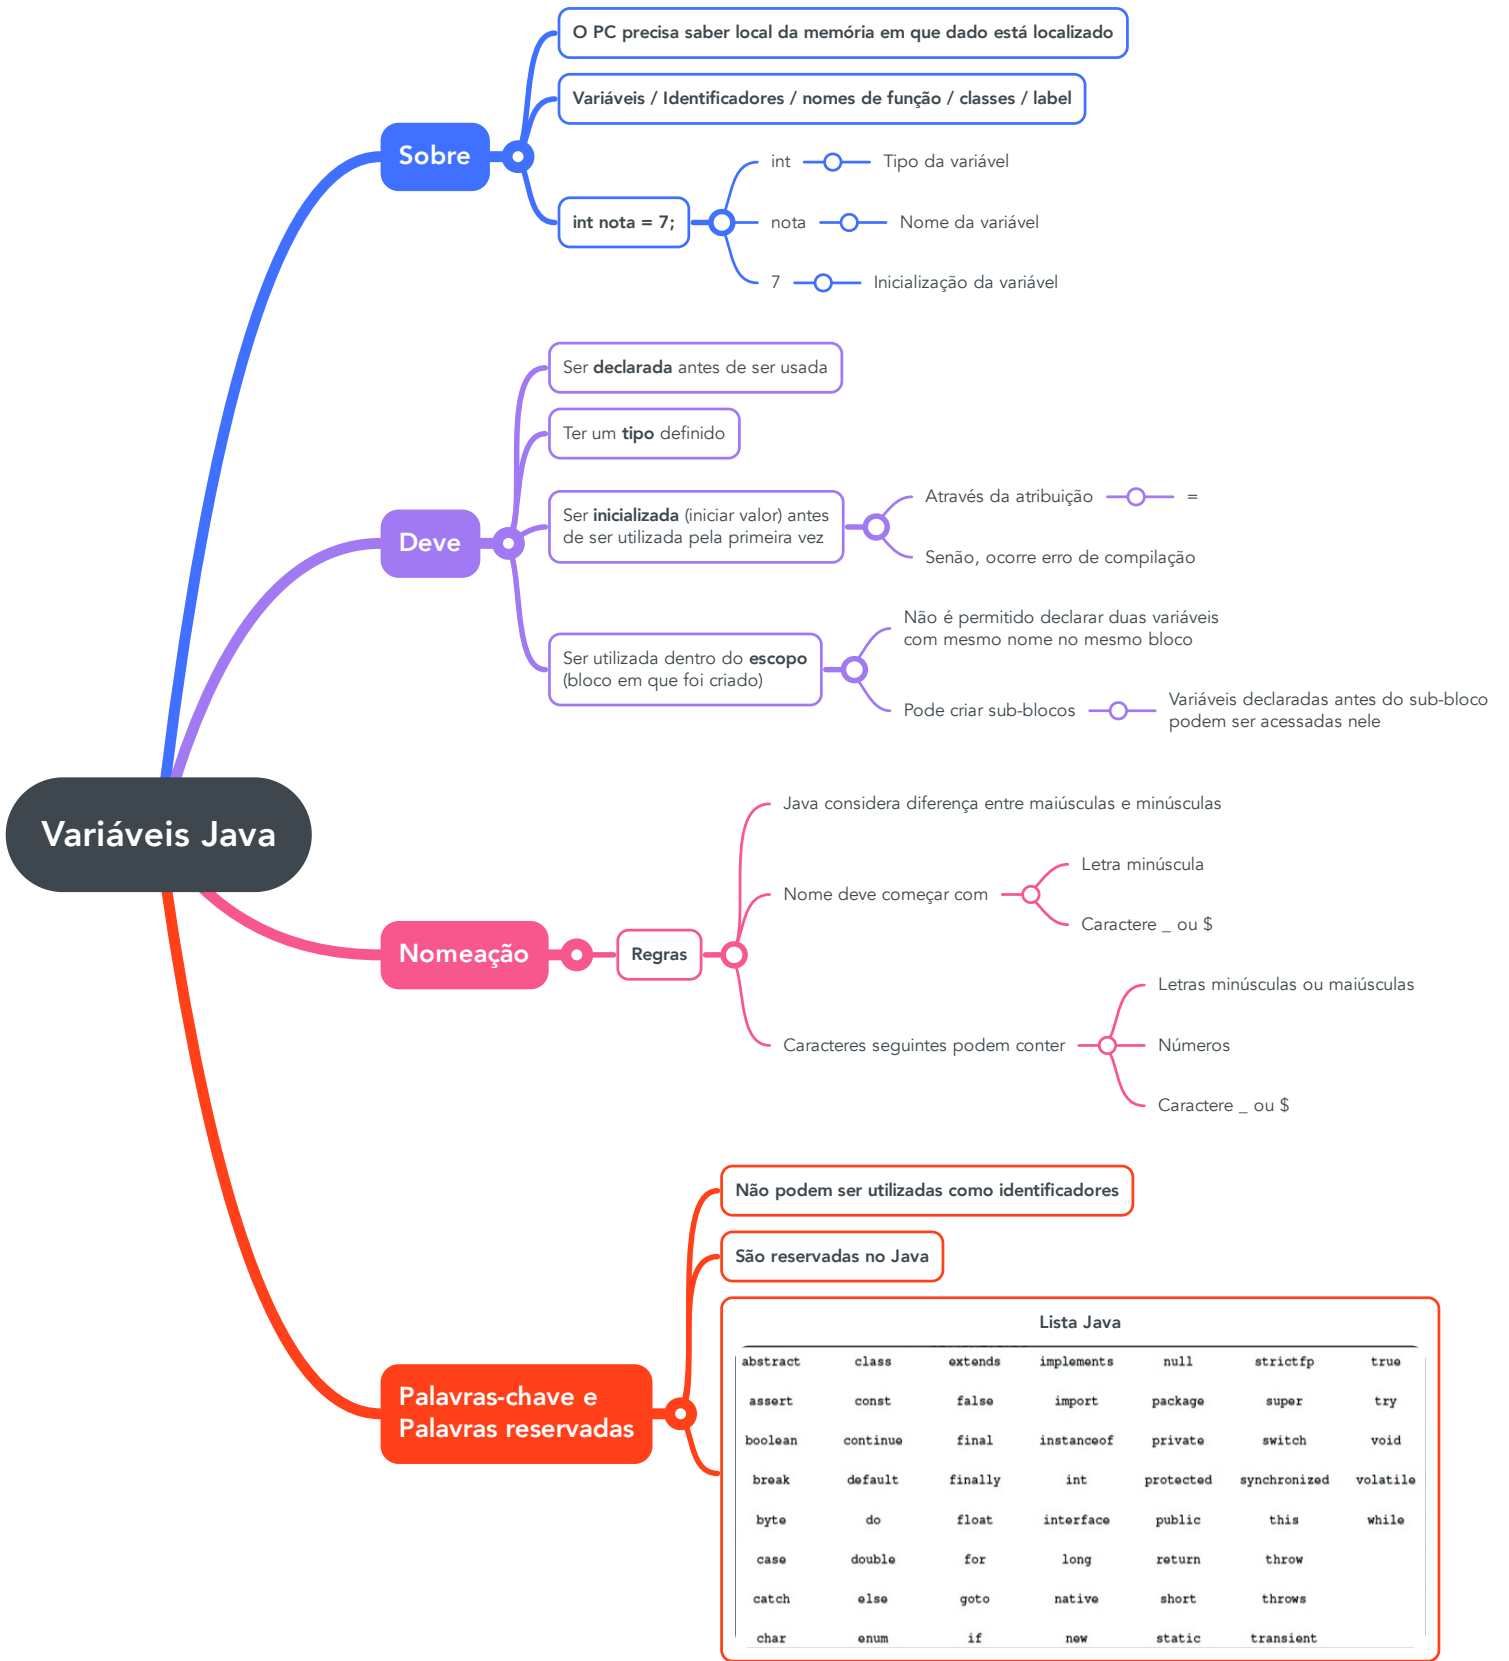 Variáveis Java
Sobre
O PC precisa saber local da memória em que dado está localizado
Variáveis / Identificadores / nomes de função / classes / label
int nota = 7;
int
Tipo da variável
nota
Nome da variável
7
Inicialização da variável
Deve
Ser declarada antes de ser usada
Ter um tipo definido
Ser inicializada (iniciar valor) antes
de ser utilizada pela primeira vez
Através da atribuição
=
Senão, ocorre erro de compilação
Ser utilizada dentro do escopo
(bloco em que foi criado)
Não é permitido declarar duas variáveis
com mesmo nome no mesmo bloco
Pode criar sub-blocos
Variáveis declaradas antes do sub-bloco
podem ser acessadas nele
Nomeação
Regras
Java considera diferença entre maiúsculas e minúsculas
Nome deve começar com
Letra minúscula
Caractere _ ou $
Caracteres seguintes podem conter
Letras minúsculas ou maiúsculas
Números
Caractere _ ou $
Palavras-chave e
Palavras reservadas
Não podem ser utilizadas como identificadores
São reservadas no Java
Lista Java
abstract class extends implements null strictfp true
assert const false import package super try
boolean continue final instanceof private switch void
break default finally int protected synchronized volatile
byte do float interface public this while
case double for long return throw
catch else goto native short throws
char enum if new static transient